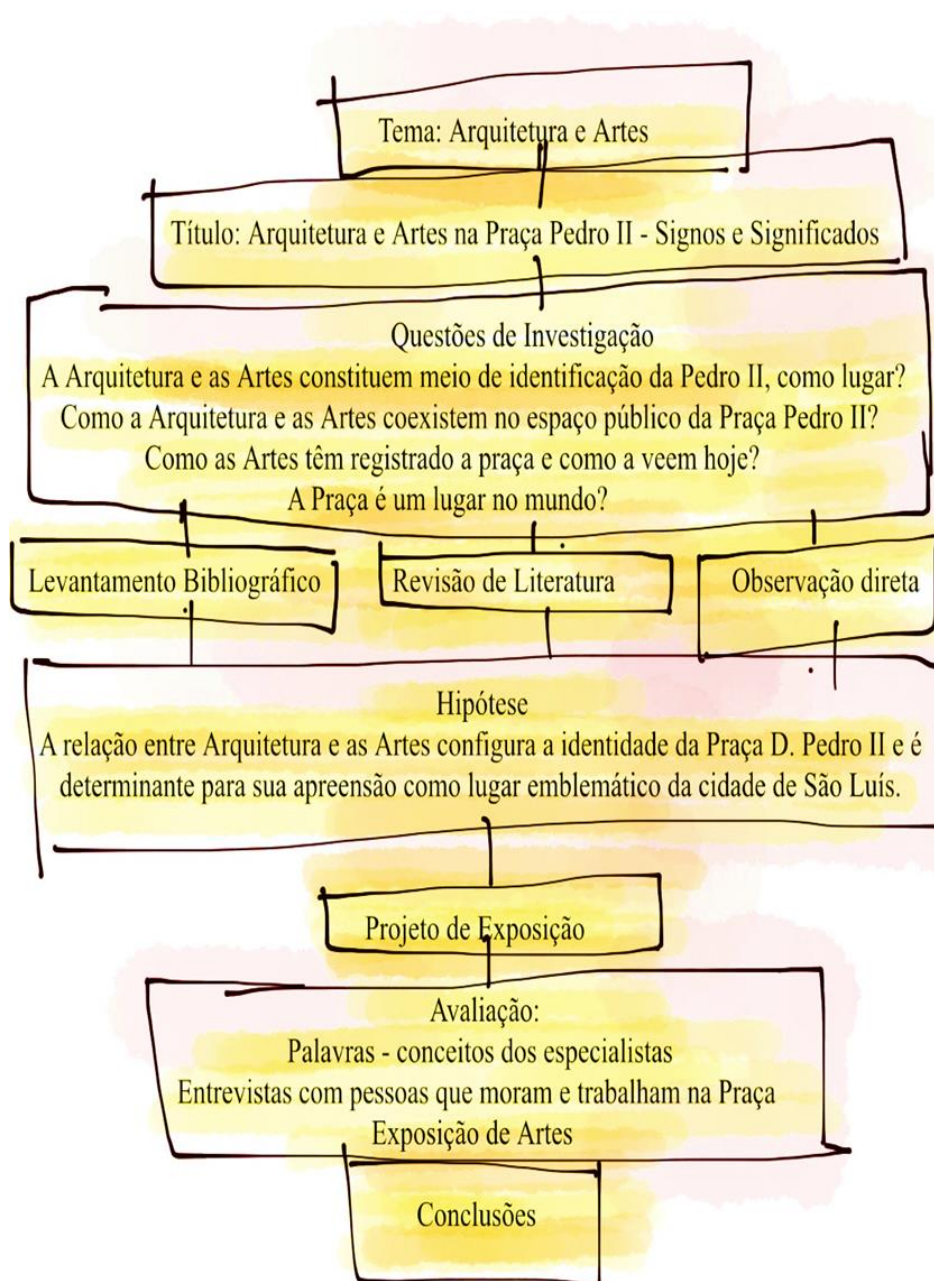 Tema: Arquitetura e Artes
Título: Arquitetura e Artes na Praça Pedro II - Signos e Significados
Questões de Investigação
A Arquitetura e as Artes constituem meio de identificação da Pedro II, como lugar?
Como a Arquitetura e as Artes coexistem no espaço público da Praça Pedro II?
Como as Artes têm registrado a praça e como a veem hoje?
A Praça é um lugar no mundo?
Levantamento Bibliográfico
Revisão de Literatura
Observação direta
Hipótese
A relação entre Arquitetura e as Artes configura a identidade da Praça D. Pedro II e é
determinante para sua apreensão como lugar emblemático da cidade de São Luís.
Projeto de Exposição
Avaliação:
Palavras - conceitos dos especialistas
Entrevistas com pessoas que moram e trabalham na Praça
Exposição de Artes
Conclusões